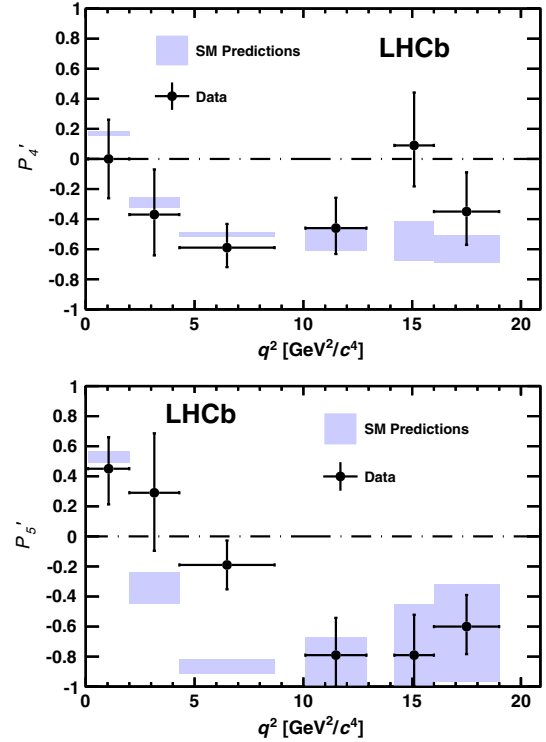 LHCb
SM Predictions
Data
P4′
1
0.8
0.6
0.4
0.2
0
-0.2
-0.4
-0.6
-0.8
-1
0 5 10 15 20
q² [GeV²/c⁴]
LHCb
SM Predictions
Data
P5′
1
0.8
0.6
0.4
0.2
0
-0.2
-0.4
-0.6
-0.8
-1
0 5 10 15 20
q² [GeV²/c⁴]